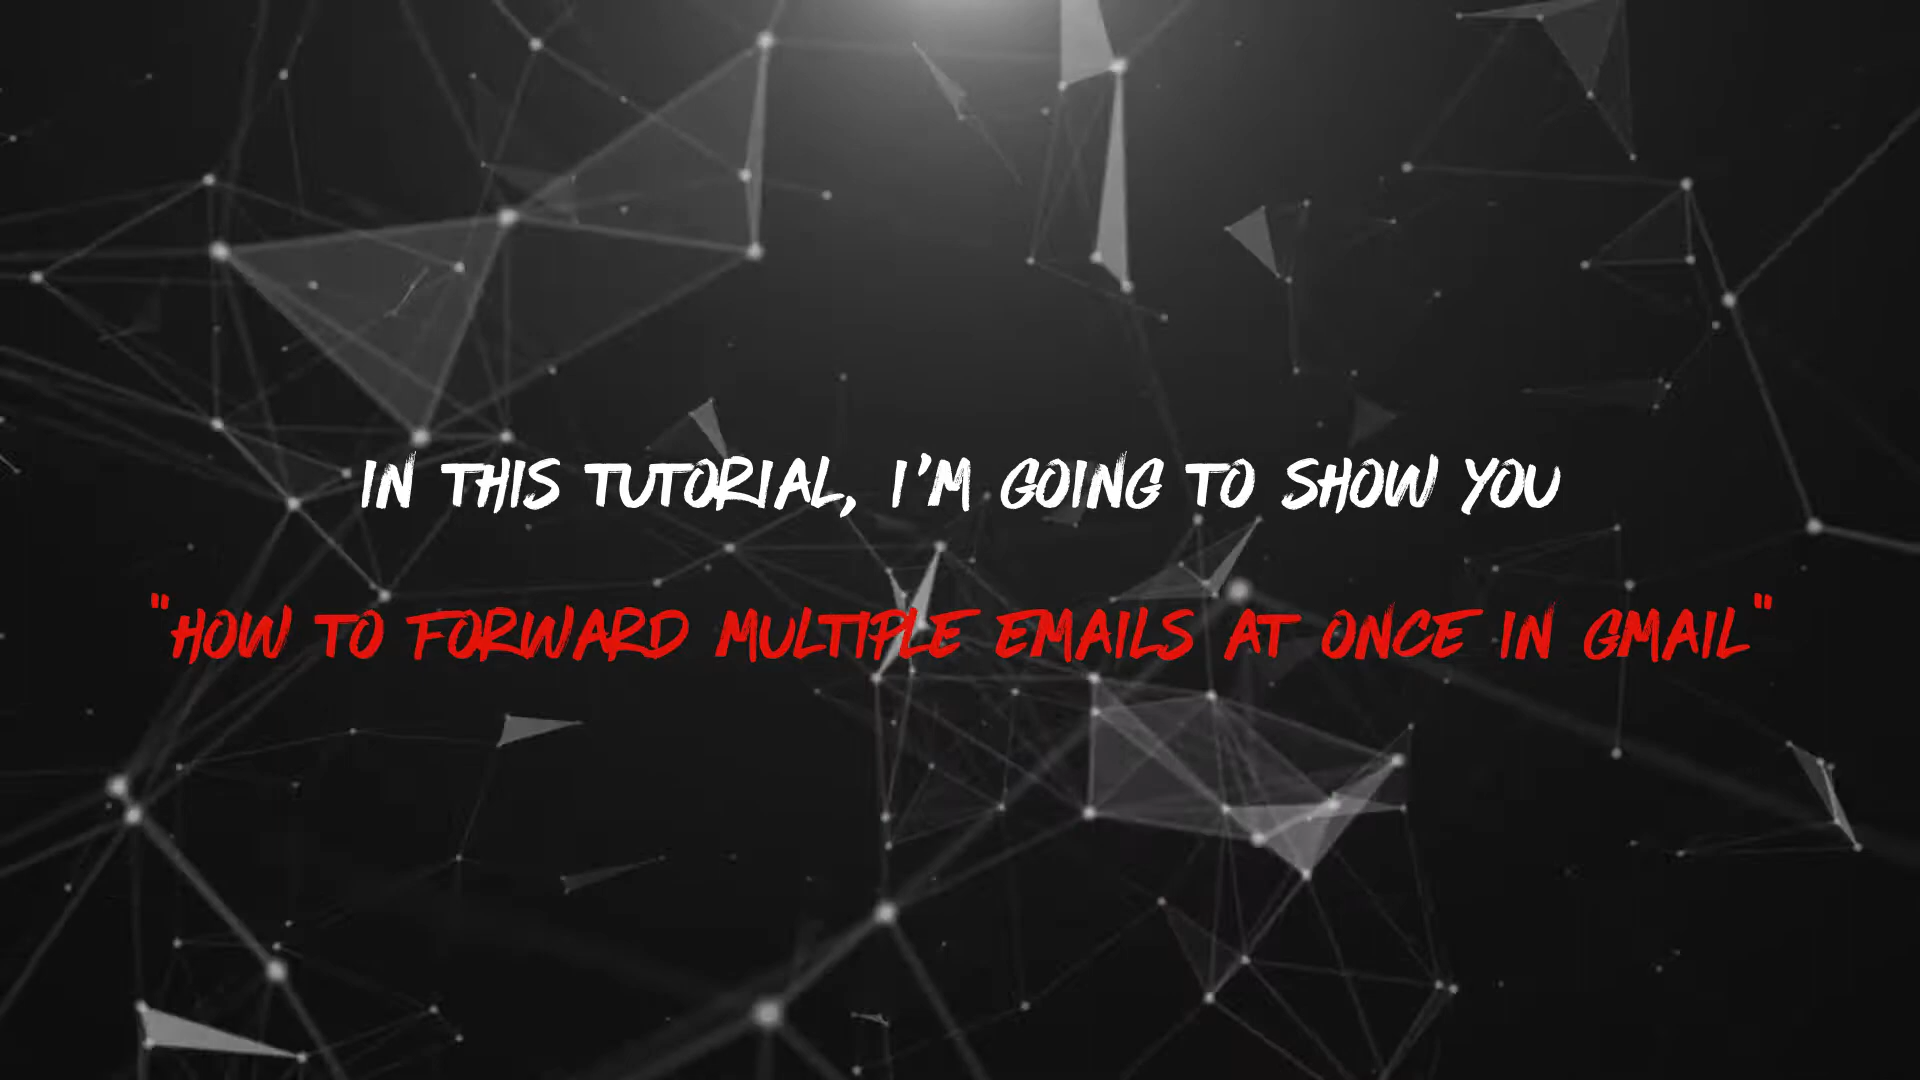 IN THIS TUTORIAL, I'M GOING TO SHOW YOU
"HOW TO FORWARD MULTIPLE EMAILS AT ONCE IN GMAIL"